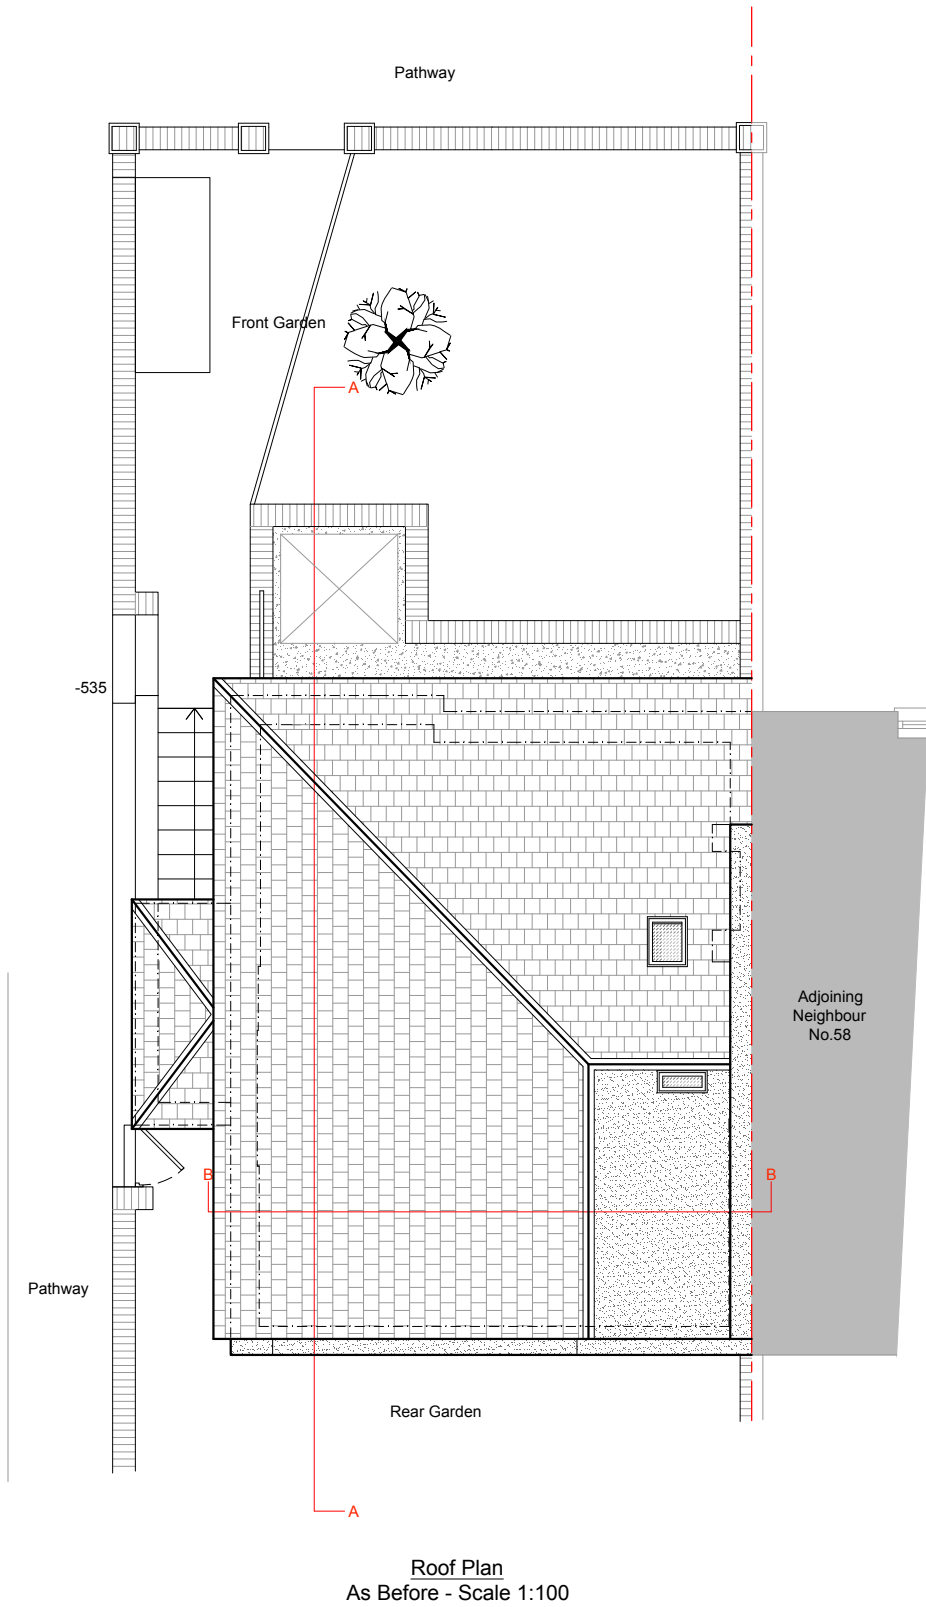 Pathway
Front Garden
A
-535
Adjoining
Neighbour
No.58
B
B
Pathway
Rear Garden
A
Roof Plan
As Before - Scale 1:100